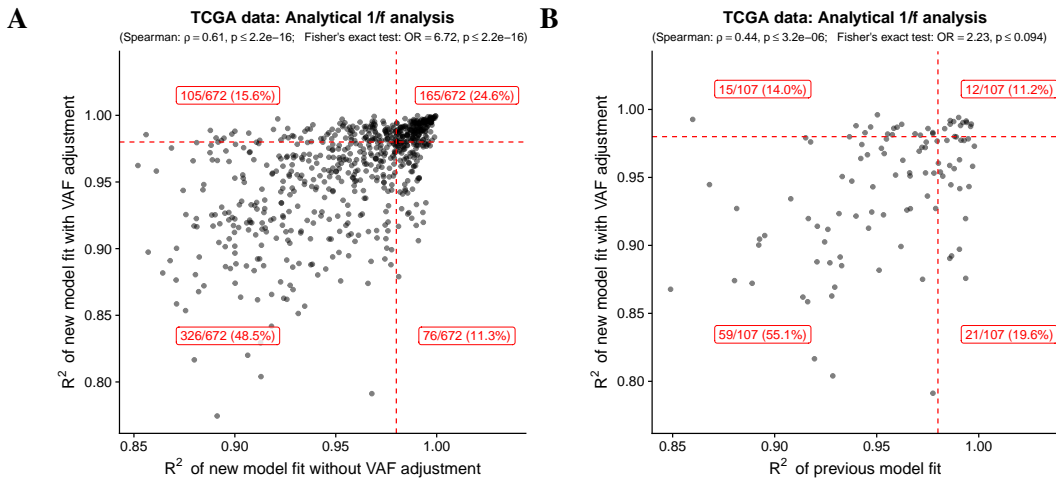 A
TCGA data: Analytical 1/f analysis
(Spearman: ρ = 0.61, p ≤ 2.2e−16; Fisher's exact test: OR = 6.72, p ≤ 2.2e−16)
105/672 (15.6%)
165/672 (24.6%)
326/672 (48.5%)
76/672 (11.3%)
1.00
0.95
0.90
0.85
0.80
R² of new model fit with VAF adjustment
0.85 0.90 0.95 1.00
R² of new model fit without VAF adjustment
B
TCGA data: Analytical 1/f analysis
(Spearman: ρ = 0.44, p ≤ 3.2e−06; Fisher's exact test: OR = 2.23, p ≤ 0.094)
15/107 (14.0%)
12/107 (11.2%)
59/107 (55.1%)
21/107 (19.6%)
1.00
0.95
0.90
0.85
0.80
R² of new model fit with VAF adjustment
0.85 0.90 0.95 1.00
R² of previous model fit